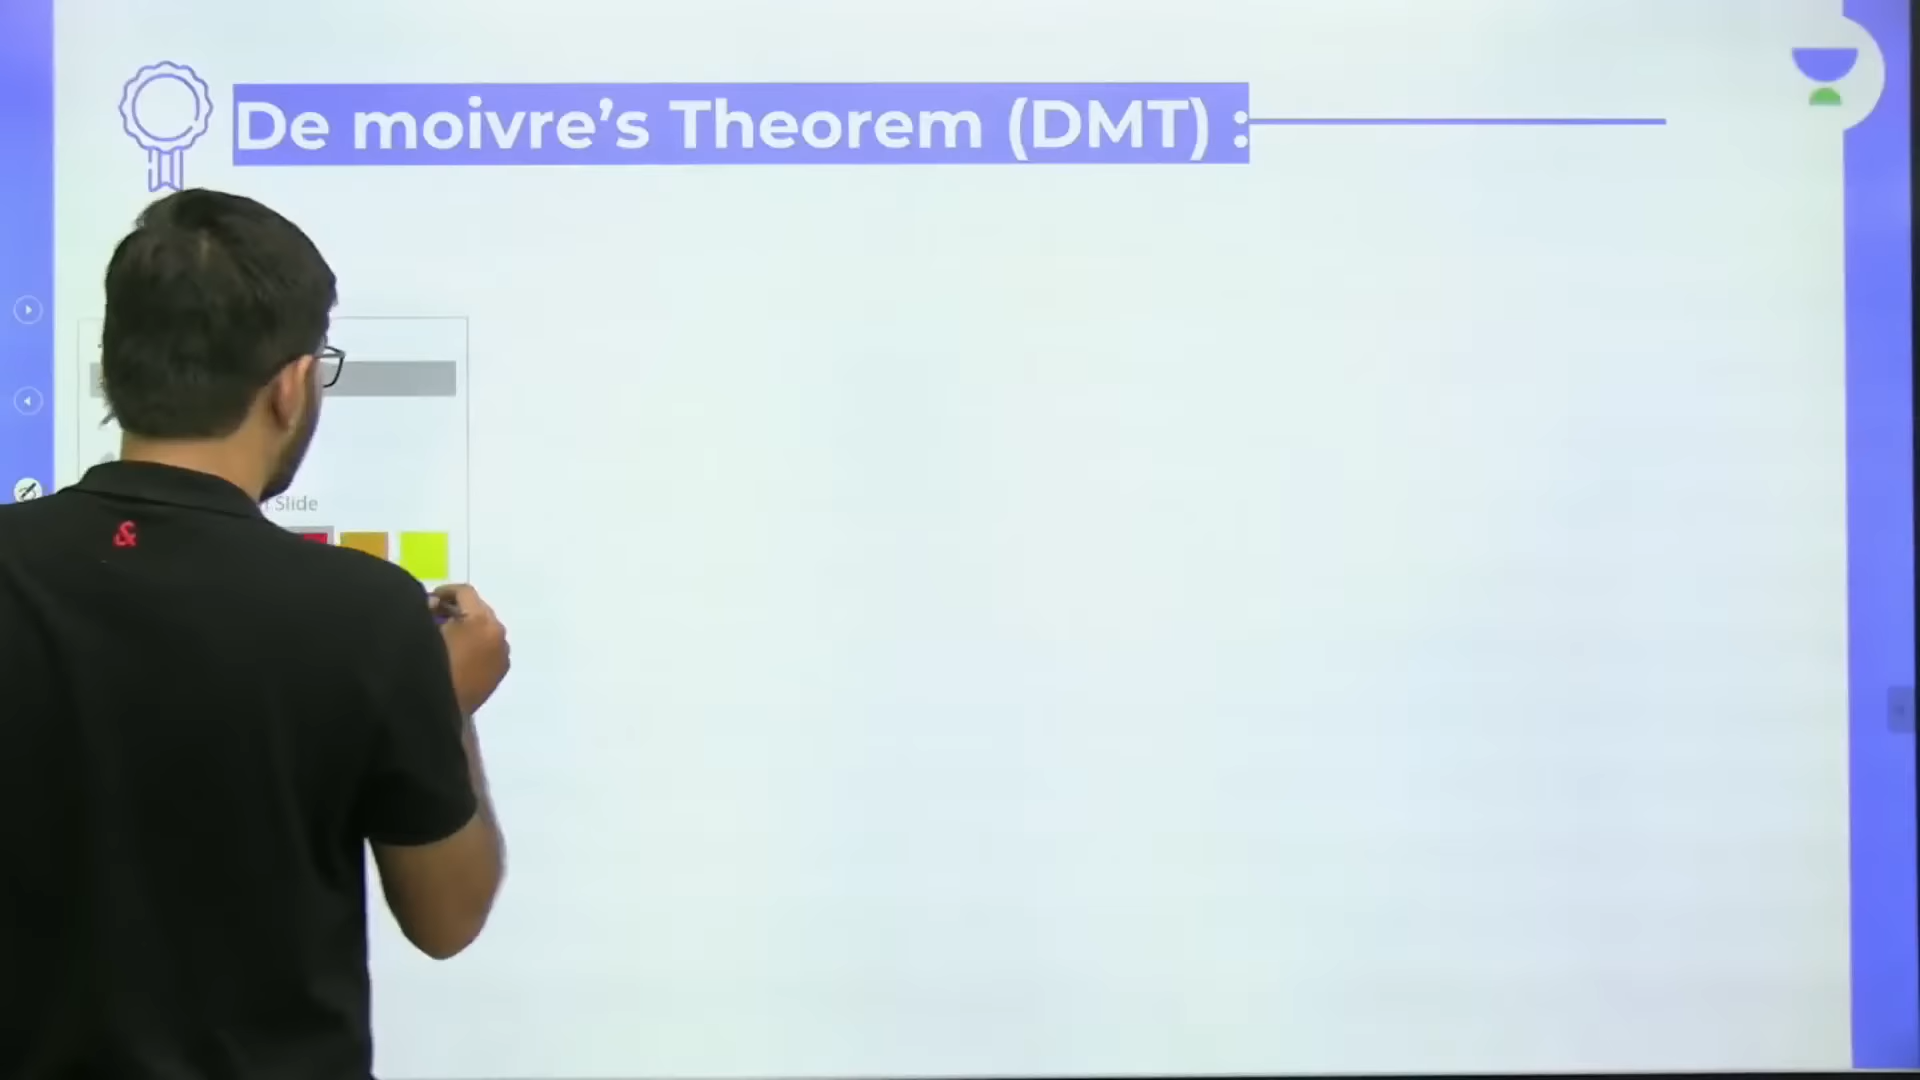 De moivre’s Theorem (DMT) :
Slide
&